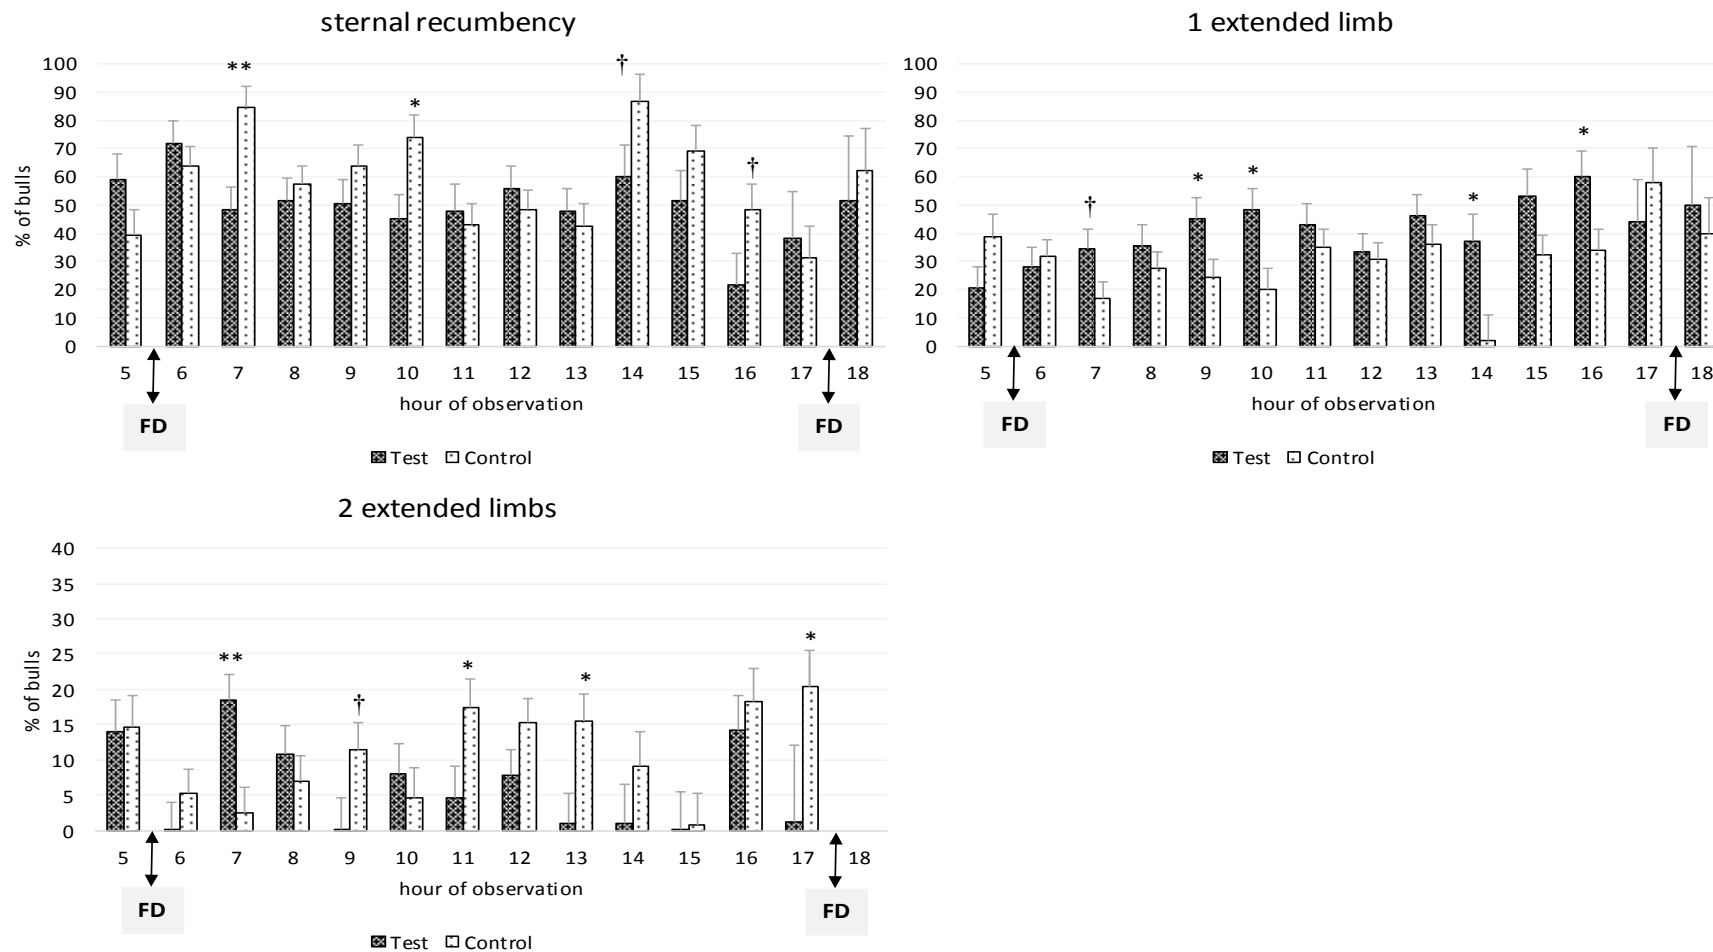 sternal recumbency
100
90
80
70
60
50
40
30
20
10
0
% of bulls
** * † †
5 6 7 8 9 10 11 12 13 14 15 16 17 18
hour of observation
FD FD
Test Control
1 extended limb
100
90
80
70
60
50
40
30
20
10
0
† * * * *
5 6 7 8 9 10 11 12 13 14 15 16 17 18
hour of observation
FD FD
Test Control
2 extended limbs
40
35
30
25
20
15
10
5
0
% of bulls
** † * * *
5 6 7 8 9 10 11 12 13 14 15 16 17 18
hour of observation
FD FD
Test Control